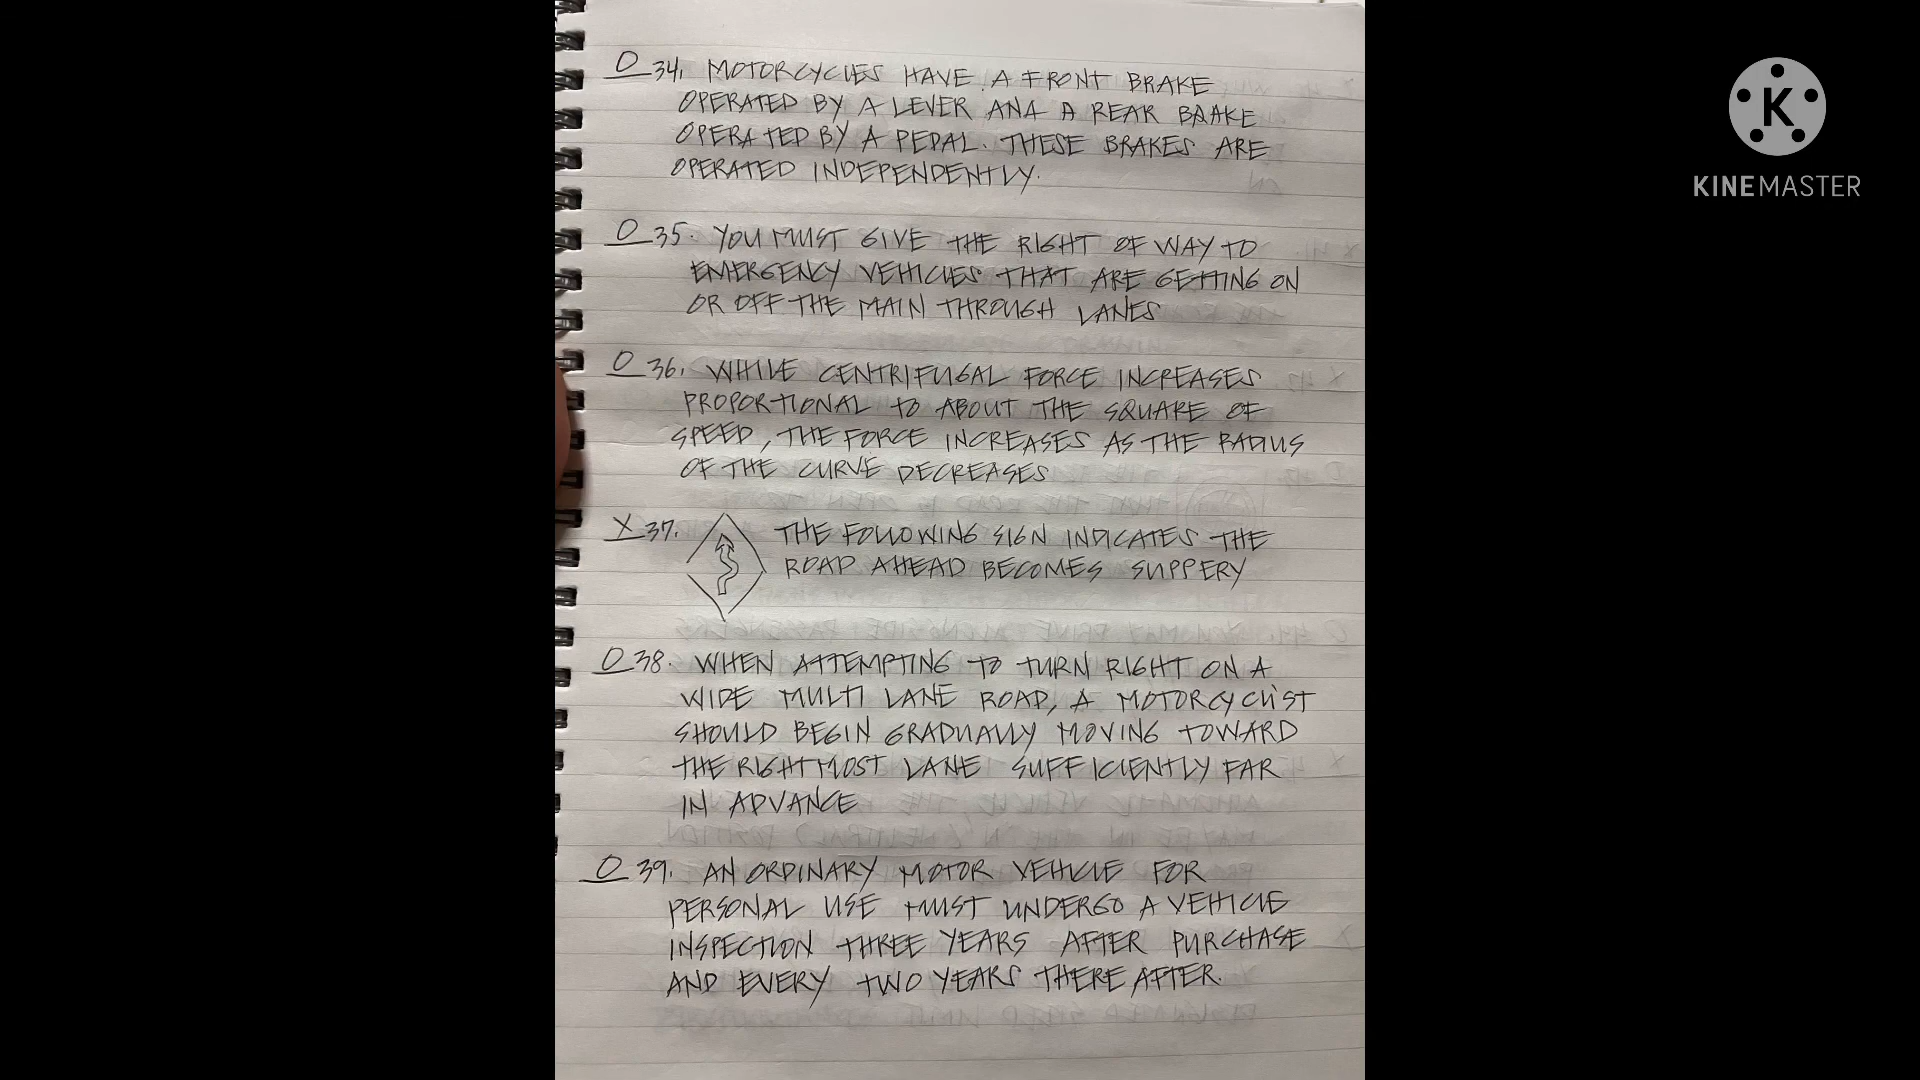 O 34. MOTORCYCLES HAVE A FRONT BRAKE
OPERATED BY A LEVER AND A REAR BRAKE
OPERATED BY A PEDAL. THESE BRAKES ARE
OPERATED INDEPENDENTLY.
O 35. YOU MUST GIVE THE RIGHT OF WAY TO
EMERGENCY VEHICLES THAT ARE GETTING ON
OR OFF THE MAIN THROUGH LANES
O 36. WHILE CENTRIFUGAL FORCE INCREASES
PROPORTIONAL TO ABOUT THE SQUARE OF
SPEED, THE FORCE INCREASES AS THE RADIUS
OF THE CURVE DECREASES
X 37. THE FOLLOWING SIGN INDICATES THE
ROAD AHEAD BECOMES SLIPPERY
O 38. WHEN ATTEMPTING TO TURN RIGHT ON A
WIDE MULTI LANE ROAD, A MOTORCYCLIST
SHOULD BEGIN GRADUALLY MOVING TOWARD
THE RIGHTMOST LANE SUFFICIENTLY FAR
IN ADVANCE
O 39. AN ORDINARY MOTOR VEHICLE FOR
PERSONAL USE MUST UNDERGO A VEHICLE
INSPECTION THREE YEARS AFTER PURCHASE
AND EVERY TWO YEARS THERE AFTER.
K
KINEMASTER